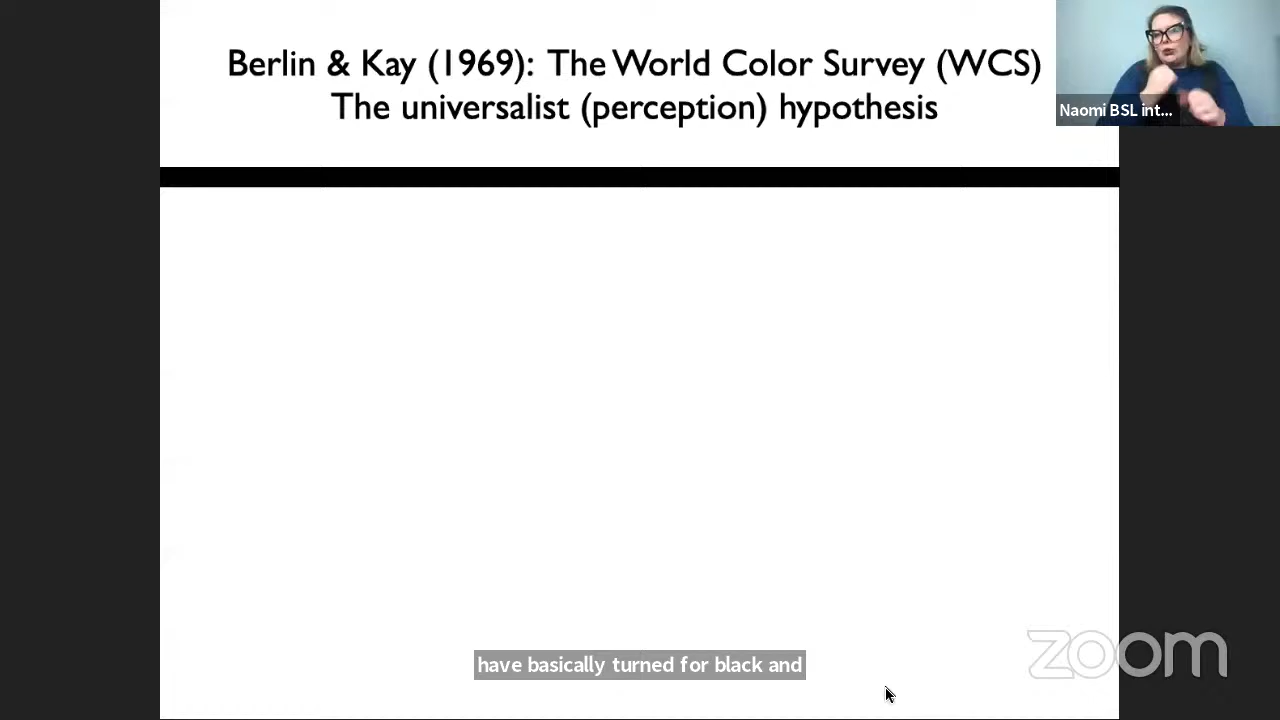 Berlin & Kay (1969): The World Color Survey (WCS)
The universalist (perception) hypothesis
Naomi BSL int...
have basically turned for black and
zoom